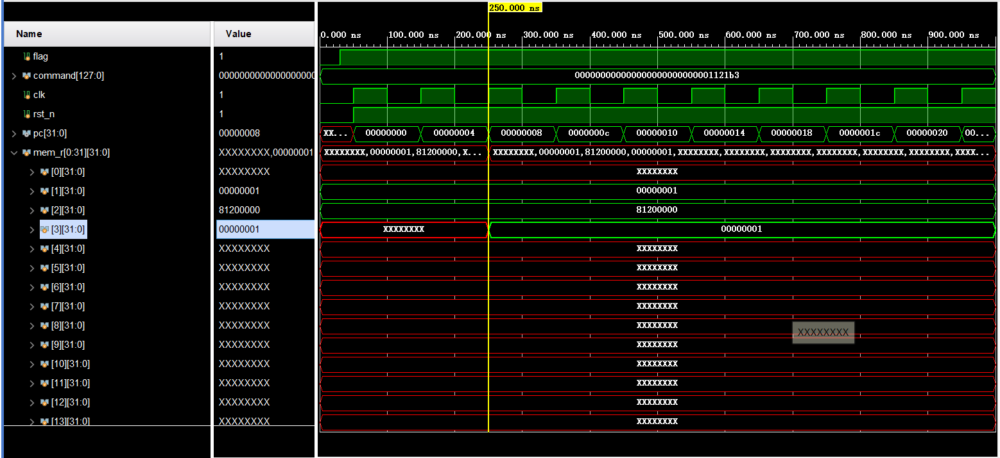 250.000 ns
Name Value 0.000 ns 100.000 ns 200.000 ns 300.000 ns 400.000 ns 500.000 ns 600.000 ns 700.000 ns 800.000 ns 900.000 ns
flag 1
command[127:0] 000000000000000000 000000000000000000000000001121b3
clk 1
rst_n 1
pc[31:0] 00000008 XX... 00000000 00000004 00000008 0000000c 00000010 00000014 00000018 0000001c 00000020 00...
mem_r[0:31][31:0] XXXXXXXX,00000001 XXXXXXXX,00000001,81200000,X... XXXXXXXX,00000001,81200000,00000001,XXXXXXXX,XXXXXXXX,XXXXXXXX,XXXXXXXX,XXXXXXXX,XXXXXXXX,XXXX...
[0][31:0] XXXXXXXX XXXXXXXX
[1][31:0] 00000001 00000001
[2][31:0] 81200000 81200000
[3][31:0] 00000001 XXXXXXXX 00000001
[4][31:0] XXXXXXXX XXXXXXXX
[5][31:0] XXXXXXXX XXXXXXXX
[6][31:0] XXXXXXXX XXXXXXXX
[7][31:0] XXXXXXXX XXXXXXXX
[8][31:0] XXXXXXXX XXXXXXXX XXXXXXXX
[9][31:0] XXXXXXXX XXXXXXXX
[10][31:0] XXXXXXXX XXXXXXXX
[11][31:0] XXXXXXXX XXXXXXXX
[12][31:0] XXXXXXXX XXXXXXXX
[13][31:0] XXXXXXXX XXXXXXXX